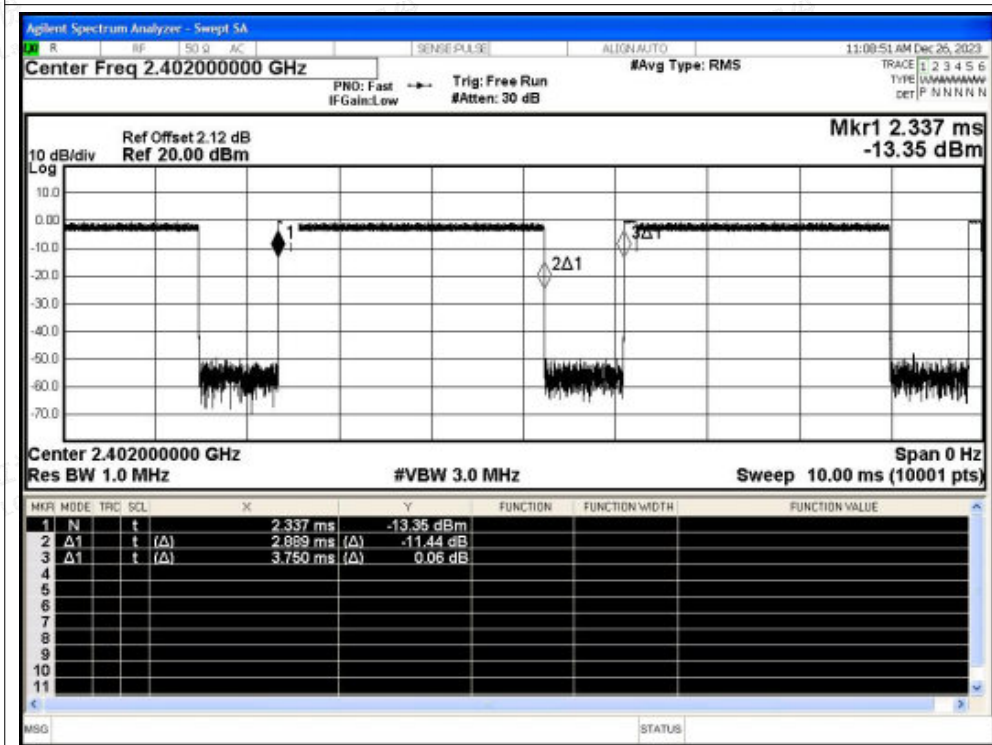 Agilent Spectrum Analyzer - Swept SA
R RF 50 Ω AC SENSE:PULSE ALIGN AUTO 11:08:51 AM Dec 26, 2023
Center Freq 2.402000000 GHz #Avg Type: RMS TRACE 1 2 3 4 5 6
PNO: Fast Trig: Free Run TYPE
IFGain:Low #Atten: 30 dB DET P N N N N N
Mkr1 2.337 ms
Ref Offset 2.12 dB
10 dB/div Ref 20.00 dBm -13.35 dBm
Log
10.0
0.00
1 3Δ1
-10.0
2Δ1
-20.0
-30.0
-40.0
-50.0
-60.0
-70.0
Center 2.402000000 GHz Span 0 Hz
Res BW 1.0 MHz #VBW 3.0 MHz Sweep 10.00 ms (10001 pts)
MKR MODE TRC SCL X Y FUNCTION FUNCTION WIDTH FUNCTION VALUE
1 N t 2.337 ms -13.35 dBm
2 Δ1 t (Δ) 2.889 ms (Δ) -11.44 dB
3 Δ1 t (Δ) 3.750 ms (Δ) 0.06 dB
4
5
6
7
8
9
10
11
MSG STATUS